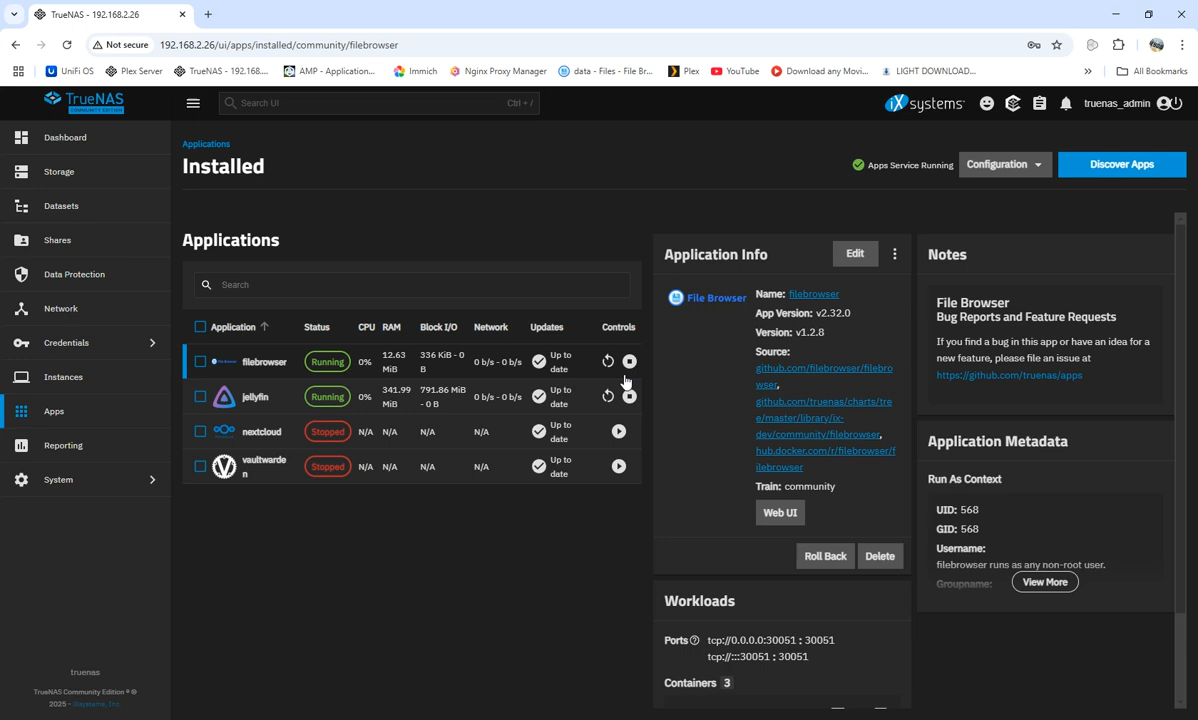 TrueNAS - 192.168.2.26
Not secure
192.168.2.26/ui/apps/installed/community/filebrowser
UniFi OS
Plex Server
TrueNAS - 192.168....
AMP - Application...
Immich
Nginx Proxy Manager
data - Files - File Br...
Plex
YouTube
Download any Movi...
LIGHT DOWNLOAD...
All Bookmarks
TrueNAS
COMMUNITY EDITION
Search UI
Ctrl + /
iXsystems
truenas_admin
Dashboard
Storage
Datasets
Shares
Data Protection
Network
Credentials
Instances
Apps
Reporting
System
truenas
TrueNAS Community Edition ® ©
2025 - iXsystems, Inc.
Applications
Installed
Apps Service Running
Configuration
Discover Apps
Applications
Search
Application Status CPU RAM Block I/O Network Updates Controls
filebrowser Running 0% 12.63 MiB 336 KiB - 0 B 0 b/s - 0 b/s Up to date
jellyfin Running 0% 341.99 MiB 791.86 MiB - 0 B 0 b/s - 0 b/s Up to date
nextcloud Stopped N/A N/A N/A N/A Up to date
vaultwarden Stopped N/A N/A N/A N/A Up to date
Application Info
Edit
File Browser
Name: filebrowser
App Version: v2.32.0
Version: v1.2.8
Source:
github.com/filebrowser/filebro
wser,
github.com/truenas/charts/tre
e/master/library/ix-
dev/community/filebrowser,
hub.docker.com/r/filebrowser/f
ilebrowser
Train: community
Web UI
Roll Back
Delete
Workloads
Ports
tcp://0.0.0.0:30051 : 30051
tcp://:::30051 : 30051
Containers 3
Notes
File Browser
Bug Reports and Feature Requests
If you find a bug in this app or have an idea for a
new feature, please file an issue at
https://github.com/truenas/apps
Application Metadata
Run As Context
UID: 568
GID: 568
Username:
filebrowser runs as any non-root user.
Groupname:
View More